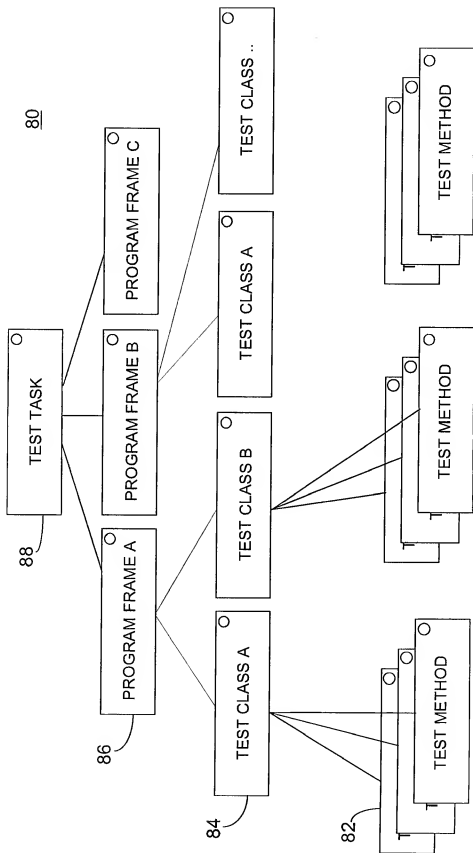 80
TEST TASK
88
PROGRAM FRAME A
PROGRAM FRAME B
PROGRAM FRAME C
86
TEST CLASS A
TEST CLASS B
TEST CLASS A
TEST CLASS ..
84
82
T
T
TEST METHOD
T
T
TEST METHOD
T
T
TEST METHOD